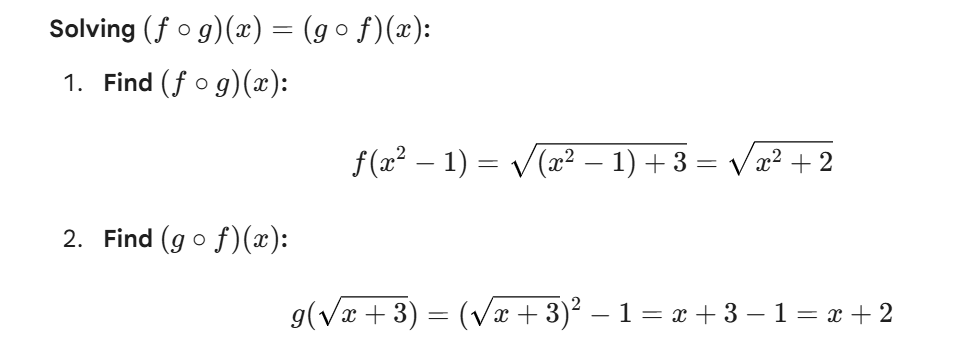 Solving (f ∘ g)(x) = (g ∘ f)(x):
1. Find (f ∘ g)(x):
f(x² − 1) = √((x² − 1) + 3) = √(x² + 2)
2. Find (g ∘ f)(x):
g(√(x + 3)) = (√(x + 3))² − 1 = x + 3 − 1 = x + 2